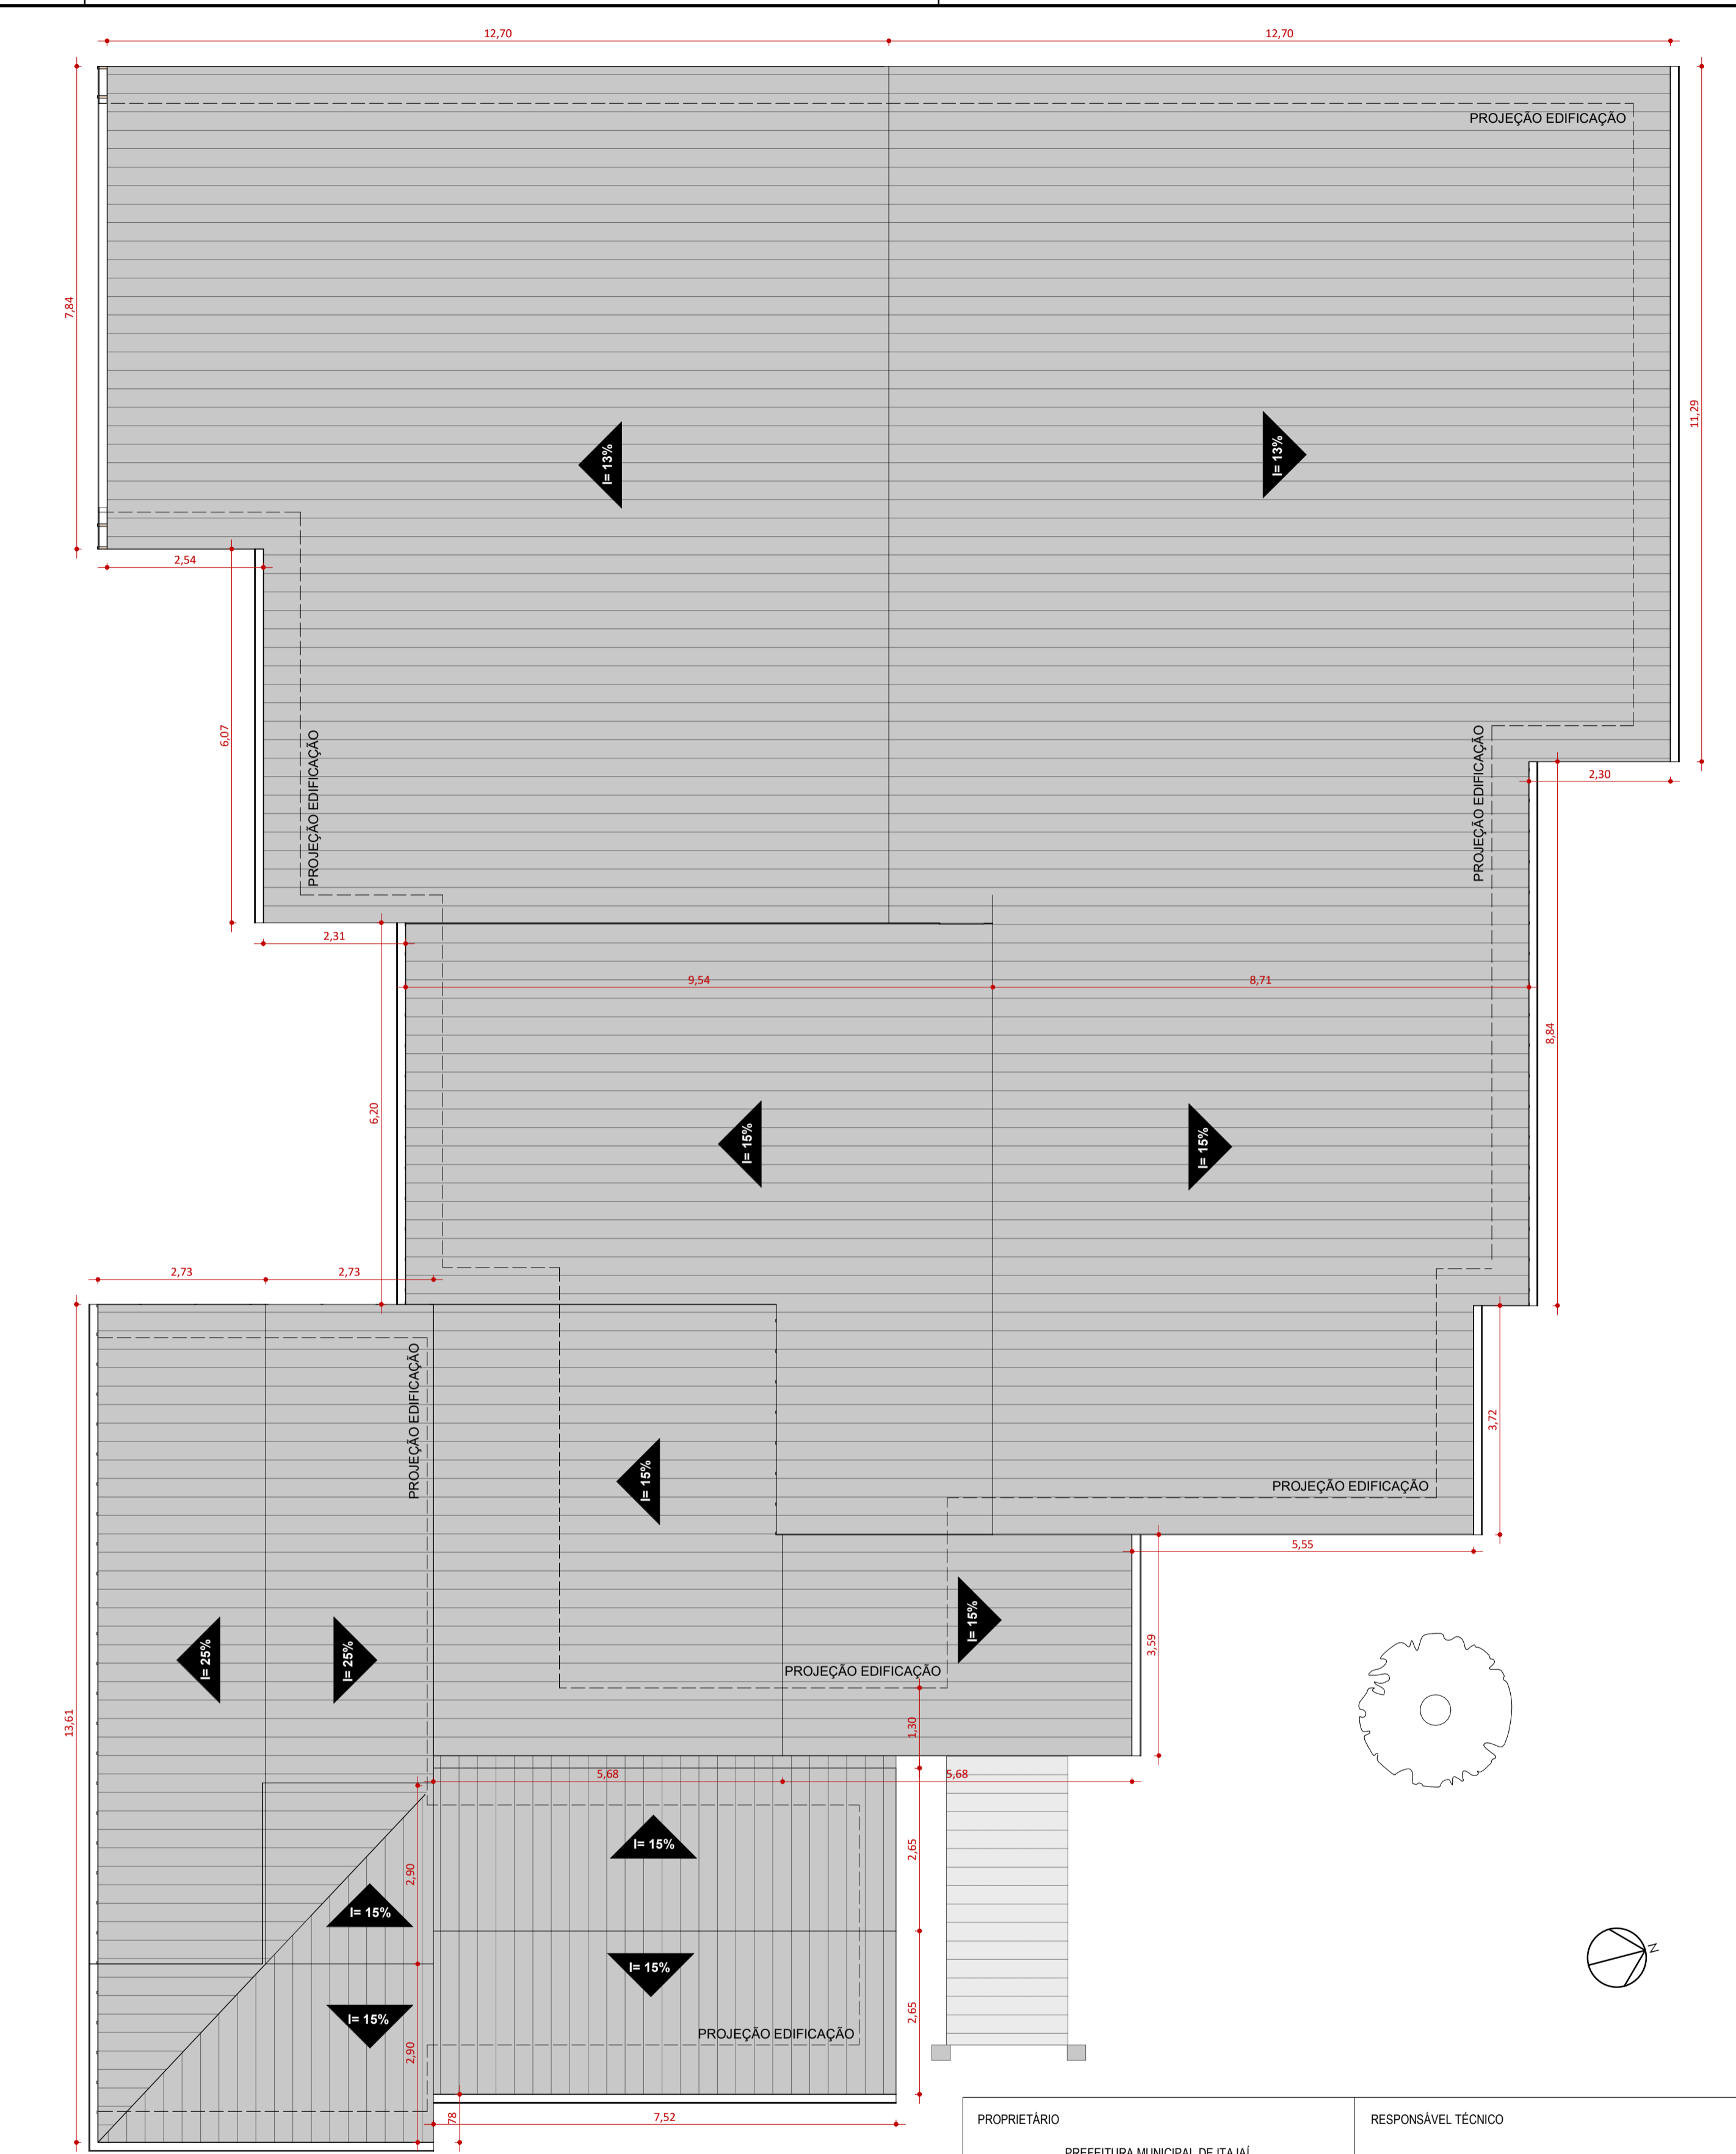 12,70
12,70
PROJEÇÃO EDIFICAÇÃO
7,84
11,29
I= 13%
I= 13%
2,54
6,07
PROJEÇÃO EDIFICAÇÃO
PROJEÇÃO EDIFICAÇÃO
2,30
2,31
9,54
8,71
8,84
6,20
I= 15%
I= 15%
2,73
2,73
PROJEÇÃO EDIFICAÇÃO
3,72
I= 15%
PROJEÇÃO EDIFICAÇÃO
5,55
I= 25%
I= 25%
I= 15%
3,59
PROJEÇÃO EDIFICAÇÃO
13,61
1,30
5,68
5,68
I= 15%
2,65
2,90
I= 15%
N
I= 15%
I= 15%
2,65
PROJEÇÃO EDIFICAÇÃO
2,90
78
7,52
PROPRIETÁRIO
RESPONSÁVEL TÉCNICO
PREFEITURA MUNICIPAL DE ITAJAÍ